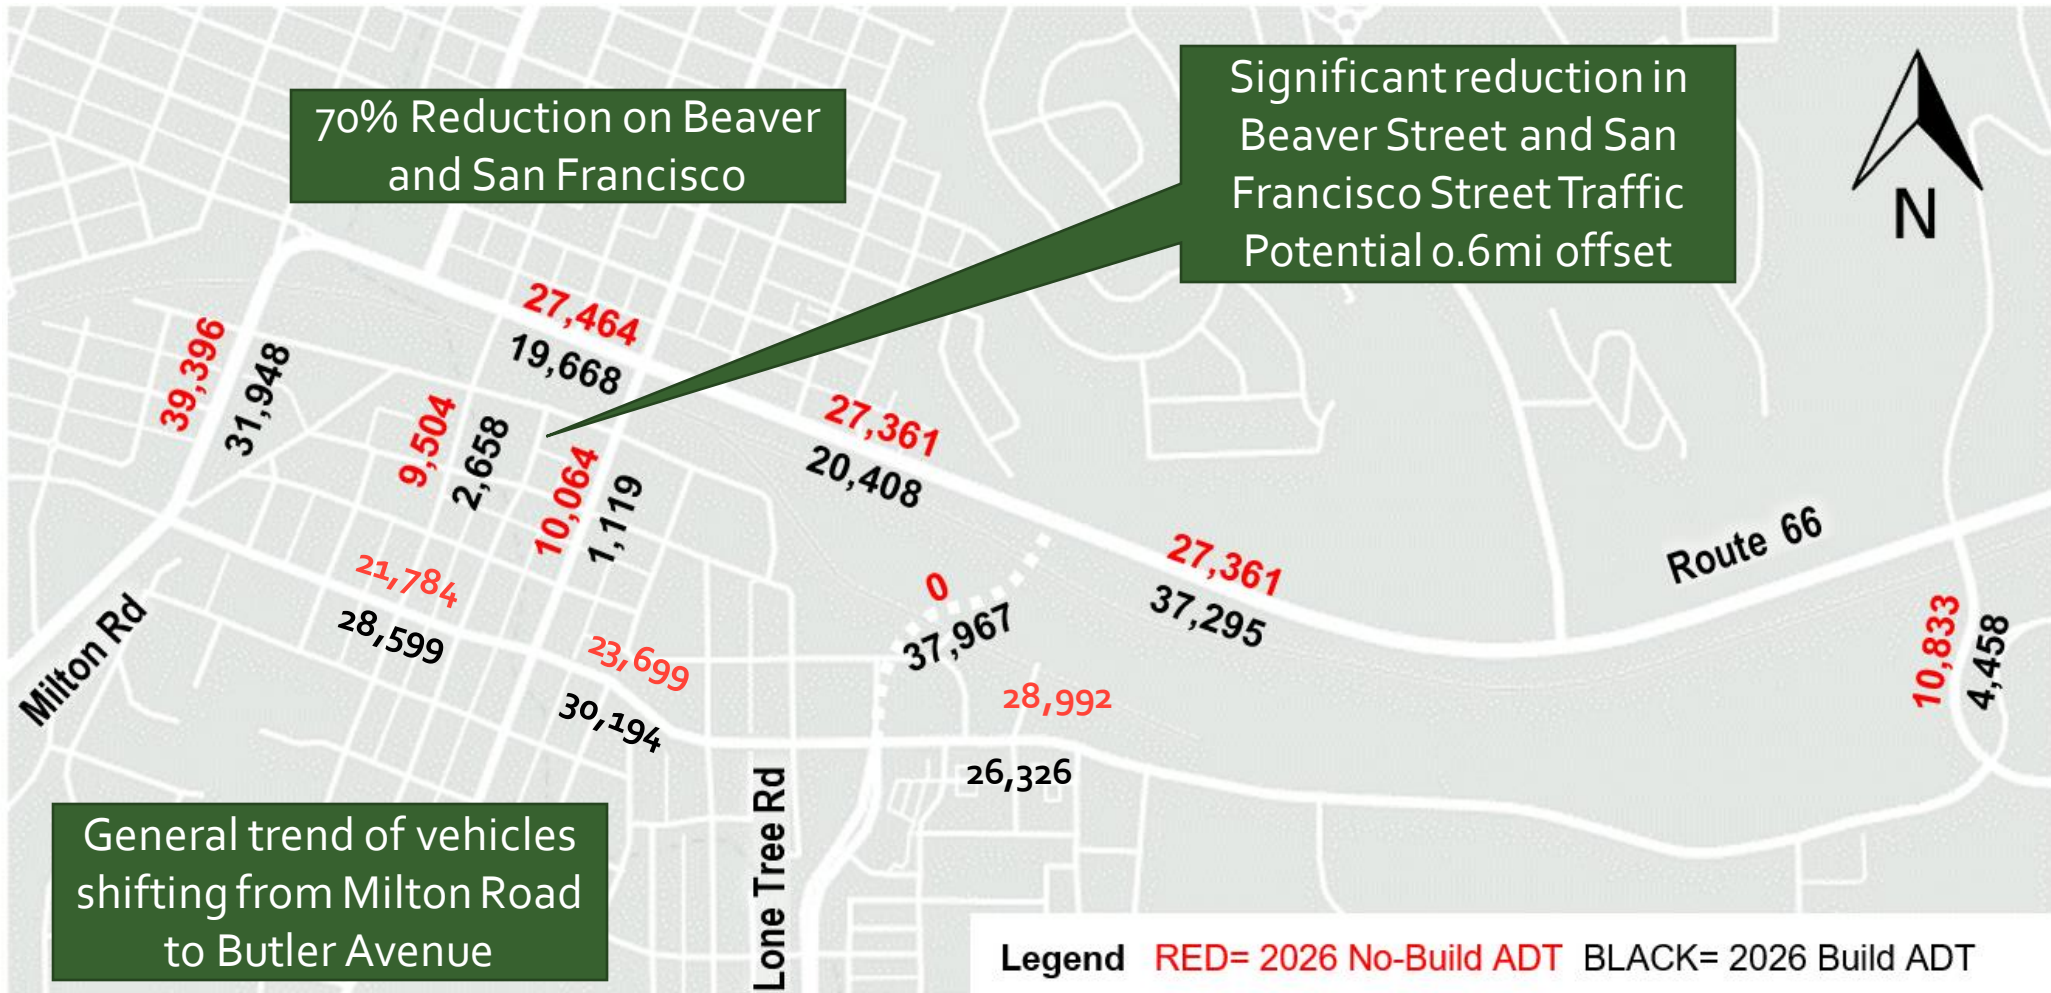 70% Reduction on Beaver
and San Francisco
Significant reduction in
Beaver Street and San
Francisco Street Traffic
Potential 0.6mi offset
N
27,464
19,668
39,396
31,948
9,504
2,658
10,064
1,119
27,361
20,408
27,361
37,295
Route 66
21,784
28,599
0
37,967
23,699
30,194
28,992
26,326
10,833
4,458
Milton Rd
Lone Tree Rd
General trend of vehicles
shifting from Milton Road
to Butler Avenue
Legend RED= 2026 No-Build ADT BLACK= 2026 Build ADT